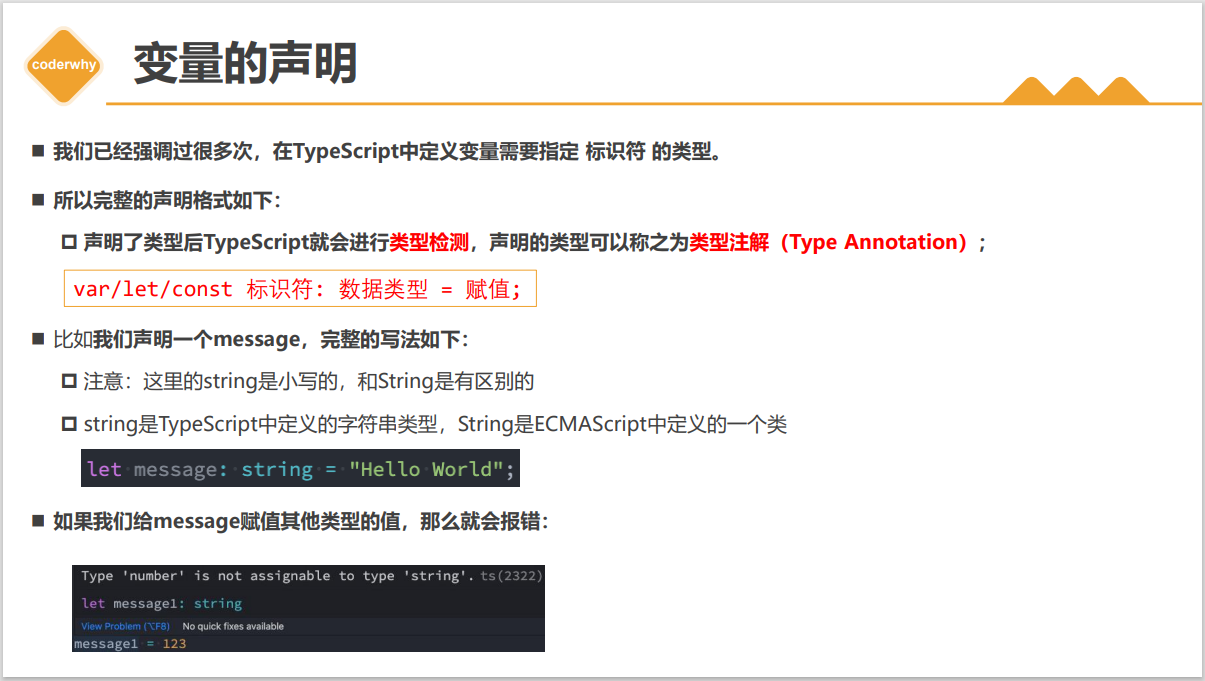 coderwhy
变量的声明
我们已经强调过很多次，在TypeScript中定义变量需要指定 标识符 的类型。
所以完整的声明格式如下：
声明了类型后TypeScript就会进行类型检测，声明的类型可以称之为类型注解（Type Annotation）；
var/let/const 标识符: 数据类型 = 赋值;
比如我们声明一个message，完整的写法如下：
注意：这里的string是小写的，和String是有区别的
string是TypeScript中定义的字符串类型，String是ECMAScript中定义的一个类
let message: string = "Hello World";
如果我们给message赋值其他类型的值，那么就会报错：
Type 'number' is not assignable to type 'string'. ts(2322)
let message1: string
View Problem (⌥F8) No quick fixes available
message1 = 123